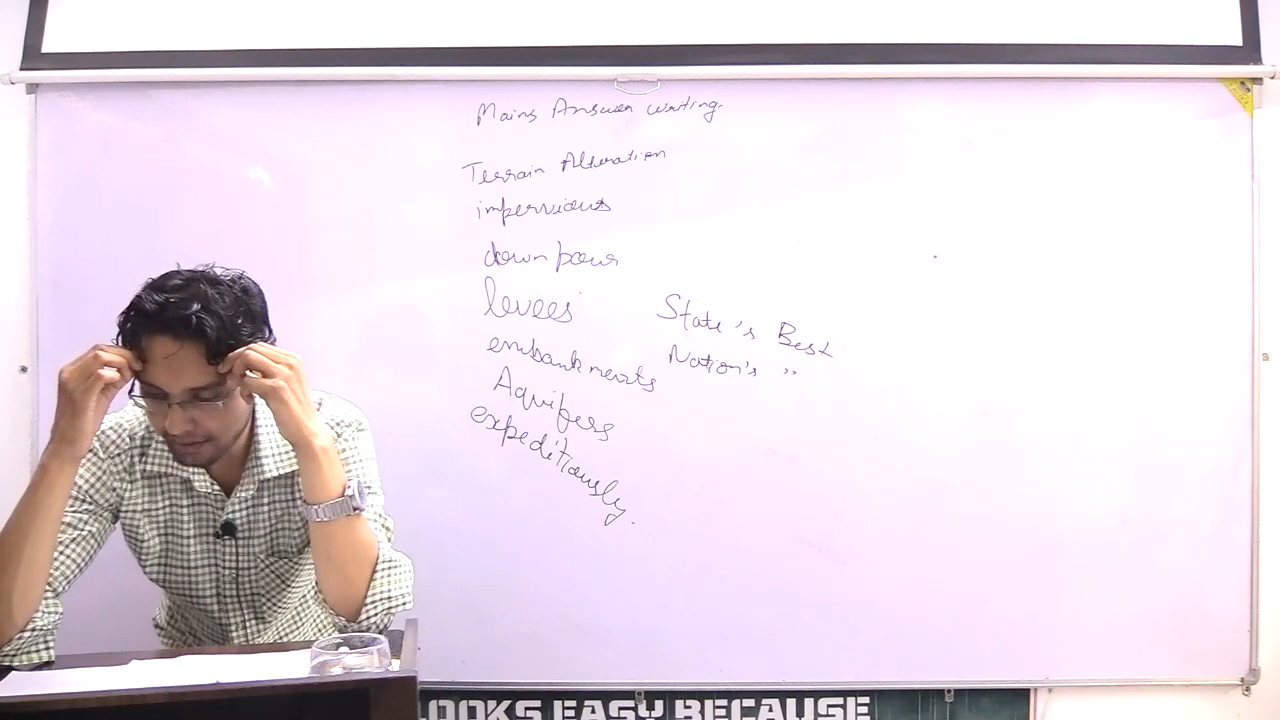 Mains Answer Writing
Terrain Alteration
impervious
downpour
levees
embankments
Aquifers
expeditiously.
State's Best
Nation's "
LOOKS EASY BECAUSE